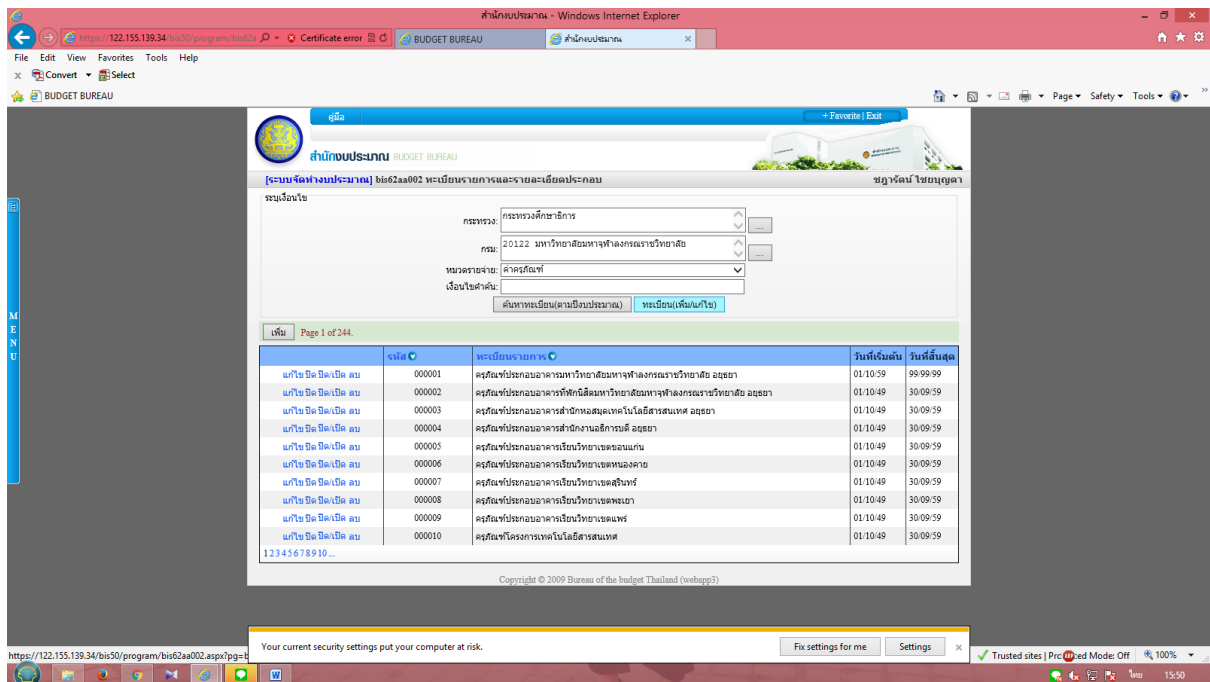 สำนักงบประมาณ - Windows Internet Explorer
https://122.155.139.34/bis50/program/bis62a Certificate error BUDGET BUREAU สำนักงบประมาณ
File Edit View Favorites Tools Help
x Convert Select
BUDGET BUREAU Page Safety Tools
คู่มือ + Favorite | Exit
สำนักงบประมาณ BUDGET BUREAU
[ระบบจัดทำงบประมาณ] bis62aa002 ทะเบียนรายการและรายละเอียดประกอบ ชฎารัตน์ ไชยบุญตา
ระบุเงื่อนไข
กระทรวง: กระทรวงศึกษาธิการ ...
กรม: 20122 มหาวิทยาลัยมหาจุฬาลงกรณราชวิทยาลัย ...
หมวดรายจ่าย: ค่าครุภัณฑ์
เงื่อนไขคำค้น:
ค้นหาทะเบียน(ตามปีงบประมาณ) ทะเบียน(เพิ่ม/แก้ไข)
เพิ่ม Page 1 of 244.
รหัส ทะเบียนรายการ วันที่เริ่มต้น วันที่สิ้นสุด
แก้ไข ปิด ปิด/เปิด ลบ 000001 ครุภัณฑ์ประกอบอาคารมหาวิทยาลัยมหาจุฬาลงกรณราชวิทยาลัย อยุธยา 01/10/59 99/99/99
แก้ไข ปิด ปิด/เปิด ลบ 000002 ครุภัณฑ์ประกอบอาคารที่พักนิสิตมหาวิทยาลัยมหาจุฬาลงกรณราชวิทยาลัย อยุธยา 01/10/49 30/09/59
แก้ไข ปิด ปิด/เปิด ลบ 000003 ครุภัณฑ์ประกอบอาคารสำนักหอสมุดเทคโนโลยีสารสนเทศ อยุธยา 01/10/49 30/09/59
แก้ไข ปิด ปิด/เปิด ลบ 000004 ครุภัณฑ์ประกอบอาคารสำนักงานอธิการบดี อยุธยา 01/10/49 30/09/59
แก้ไข ปิด ปิด/เปิด ลบ 000005 ครุภัณฑ์ประกอบอาคารเรียนวิทยาเขตขอนแก่น 01/10/49 30/09/59
แก้ไข ปิด ปิด/เปิด ลบ 000006 ครุภัณฑ์ประกอบอาคารเรียนวิทยาเขตหนองคาย 01/10/49 30/09/59
แก้ไข ปิด ปิด/เปิด ลบ 000007 ครุภัณฑ์ประกอบอาคารเรียนวิทยาเขตสุรินทร์ 01/10/49 30/09/59
แก้ไข ปิด ปิด/เปิด ลบ 000008 ครุภัณฑ์ประกอบอาคารเรียนวิทยาเขตพะเยา 01/10/49 30/09/59
แก้ไข ปิด ปิด/เปิด ลบ 000009 ครุภัณฑ์ประกอบอาคารเรียนวิทยาเขตแพร่ 01/10/49 30/09/59
แก้ไข ปิด ปิด/เปิด ลบ 000010 ครุภัณฑ์โครงการเทคโนโลยีสารสนเทศ 01/10/49 30/09/59
1 2 3 4 5 6 7 8 9 10 ...
MENU
Copyright © 2009 Bureau of the budget Thailand (webapp3)
Your current security settings put your computer at risk. Fix settings for me Settings x
https://122.155.139.34/bis50/program/bis62aa002.aspx?pg=b Trusted sites | Mode: Off 100%
ไทย 15:50